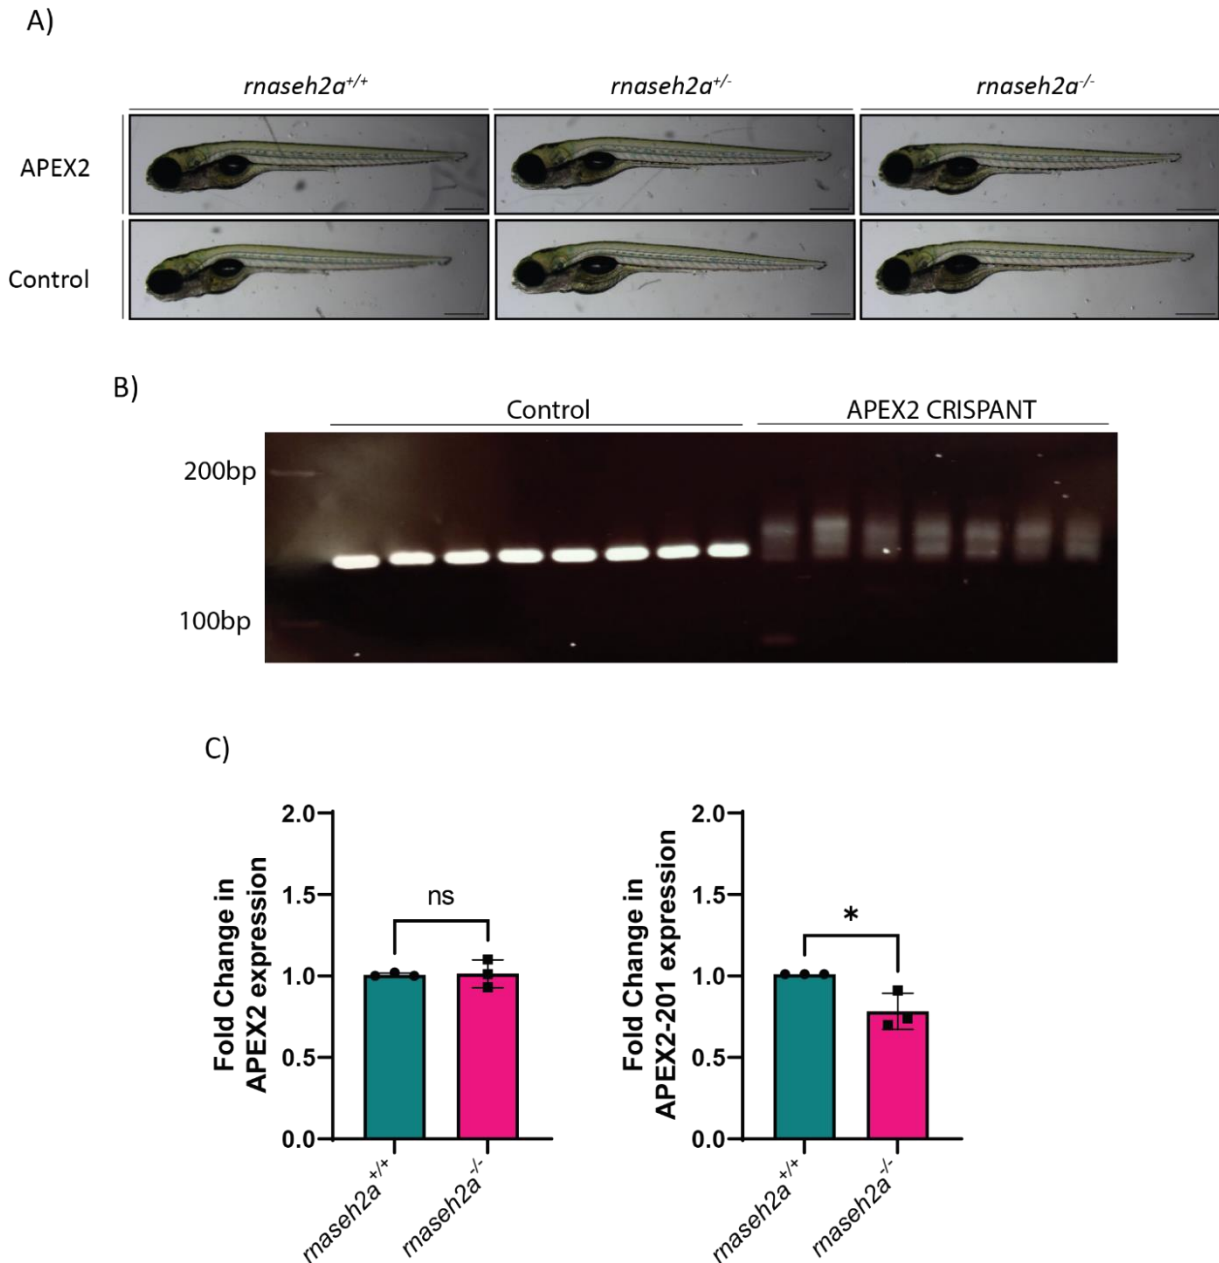 A)
rnaseh2a+/+ rnaseh2a+/- rnaseh2a-/-
APEX2
Control
B)
Control APEX2 CRISPANT
200bp
100bp
C)
Fold Change in
APEX2 expression
2.0
1.5
1.0
0.5
0.0
ns
rnaseh2a+/+
rnaseh2a-/-
Fold Change in
APEX2-201 expression
2.0
1.5
1.0
0.5
0.0
*
rnaseh2a+/+
rnaseh2a-/-